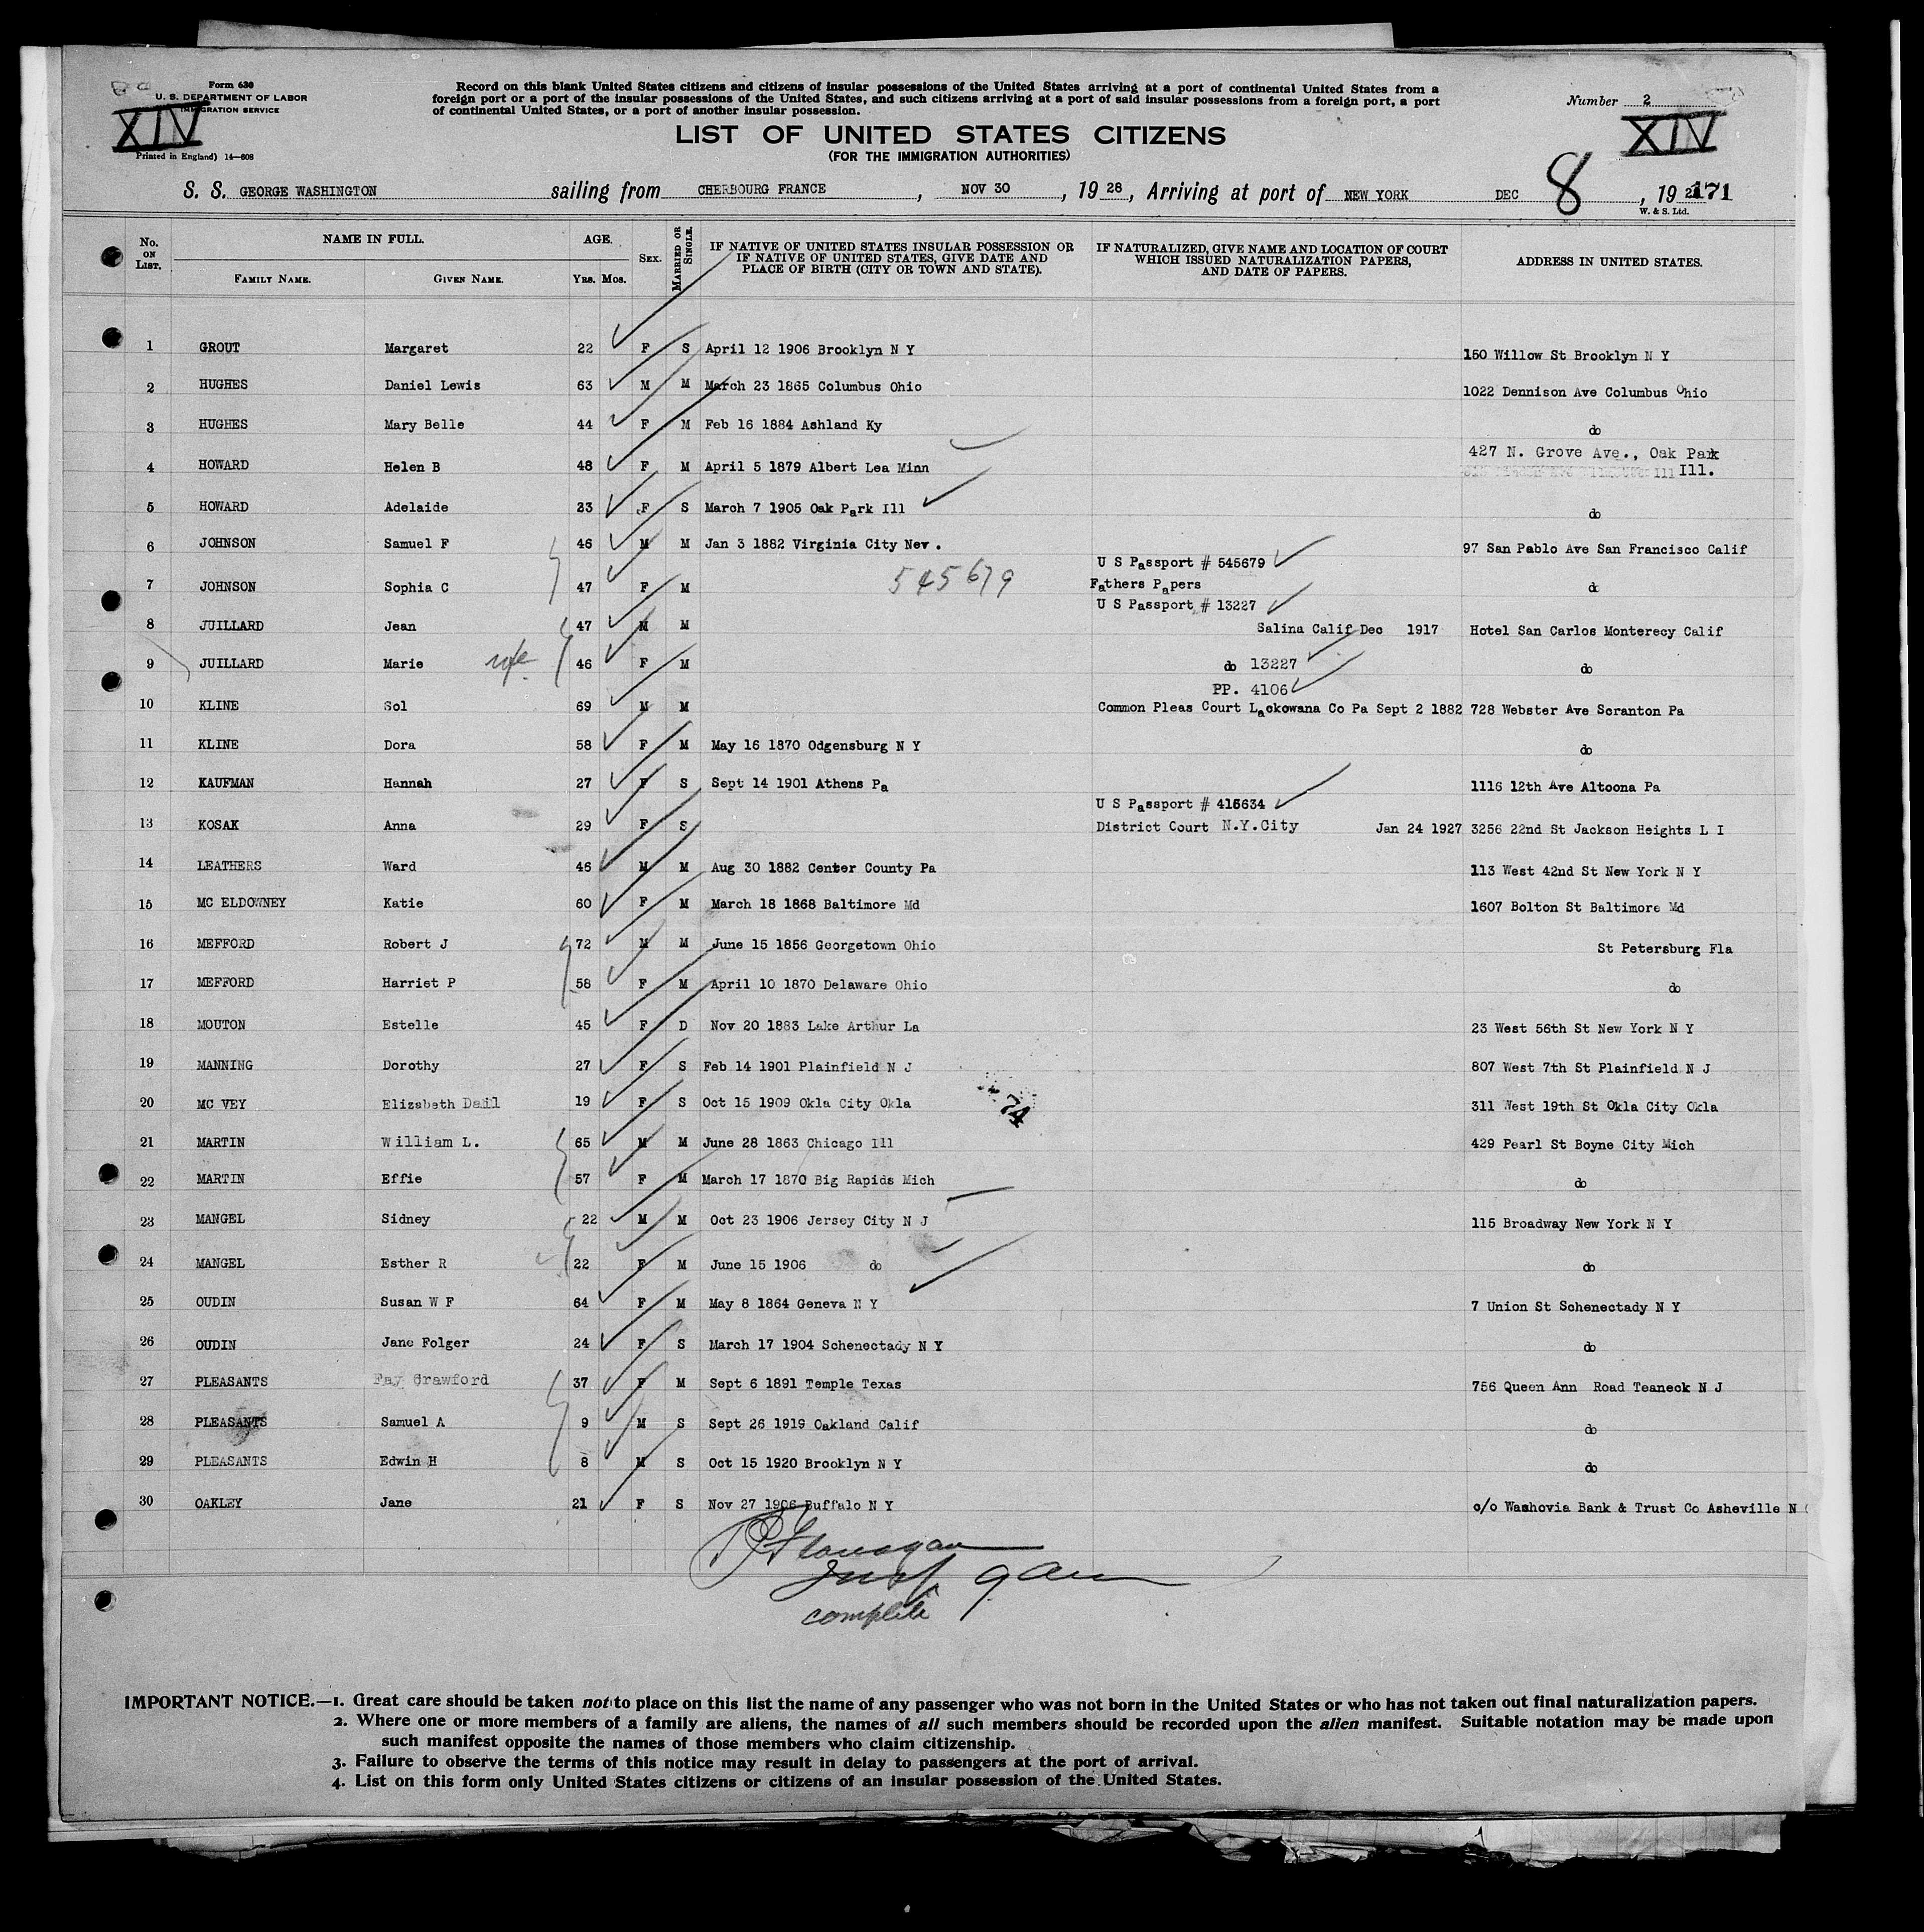 Form 630
U. S. DEPARTMENT OF LABOR
IMMIGRATION SERVICE
XIV
Printed in England) 14—608
Record on this blank United States citizens and citizens of insular possessions of the United States arriving at a port of continental United States from a
foreign port or a port of the insular possessions of the United States, and such citizens arriving at a port of said insular possessions from a foreign port, a port
of continental United States, or a port of another insular possession.
Number 2
XIV
LIST OF UNITED STATES CITIZENS
(FOR THE IMMIGRATION AUTHORITIES)
S. S. GEORGE WASHINGTON sailing from CHERBOURG FRANCE, NOV 30, 19 28, Arriving at port of NEW YORK DEC 8, 19 171
W. & S. Ltd.
No. ON LIST. NAME IN FULL. AGE. SEX. MARRIED OR SINGLE. IF NATIVE OF UNITED STATES INSULAR POSSESSION OR IF NATIVE OF UNITED STATES, GIVE DATE AND PLACE OF BIRTH (CITY OR TOWN AND STATE). IF NATURALIZED, GIVE NAME AND LOCATION OF COURT WHICH ISSUED NATURALIZATION PAPERS, AND DATE OF PAPERS. ADDRESS IN UNITED STATES.
FAMILY NAME. GIVEN NAME. YRS. MOS.
1 GROUT Margaret 22 F S April 12 1906 Brooklyn N Y 150 Willow St Brooklyn N Y
2 HUGHES Daniel Lewis 63 M M March 23 1865 Columbus Ohio 1022 Dennison Ave Columbus Ohio
3 HUGHES Mary Belle 44 F M Feb 16 1884 Ashland Ky do
427 N. Grove Ave., Oak Park
4 HOWARD Helen B 48 F M April 5 1879 Albert Lea Minn Ill.
5 HOWARD Adelaide 23 F S March 7 1905 Oak Park Ill do
6 JOHNSON Samuel F 46 M M Jan 3 1882 Virginia City Nev. 97 San Pablo Ave San Francisco Calif
U S Passport # 545679
7 JOHNSON Sophia C 47 F M 545679 Fathers Papers do
U S Passport # 13227
8 JUILLARD Jean 47 M M Salina Calif Dec 1917 Hotel San Carlos Monterecy Calif
9 JUILLARD Marie wfe 46 F M do 13227 do
PP. 4106
10 KLINE Sol 69 M M Common Pleas Court Lackowana Co Pa Sept 2 1882 728 Webster Ave Scranton Pa
11 KLINE Dora 58 F M May 16 1870 Odgensburg N Y do
12 KAUFMAN Hannah 27 F S Sept 14 1901 Athens Pa 1116 12th Ave Altoona Pa
U S Passport # 415634
13 KOSAK Anna 29 F S District Court N.Y.City Jan 24 1927 3256 22nd St Jackson Heights L I
14 LEATHERS Ward 46 M M Aug 30 1882 Center County Pa 113 West 42nd St New York N Y
15 MC ELDOWNEY Katie 60 F M March 18 1868 Baltimore Md 1607 Bolton St Baltimore Md
16 MEFFORD Robert J 72 M M June 15 1856 Georgetown Ohio St Petersburg Fla
17 MEFFORD Harriet P 58 F M April 10 1870 Delaware Ohio do
18 MOUTON Estelle 45 F D Nov 20 1883 Lake Arthur La 23 West 56th St New York N Y
19 MANNING Dorothy 27 F S Feb 14 1901 Plainfield N J 807 West 7th St Plainfield N J
20 MC VEY Elizabeth Dail 19 F S Oct 15 1909 Okla City Okla 74 311 West 19th St Okla City Okla
21 MARTIN William L. 65 M M June 28 1863 Chicago Ill 429 Pearl St Boyne City Mich
22 MARTIN Effie 57 F M March 17 1870 Big Rapids Mich do
23 MANGEL Sidney 22 M M Oct 23 1906 Jersey City N J 115 Broadway New York N Y
24 MANGEL Esther R 22 F M June 15 1906 do do
25 OUDIN Susan W F 64 F M May 8 1864 Geneva N Y 7 Union St Schenectady N Y
26 OUDIN Jane Folger 24 F S March 17 1904 Schenectady N Y do
27 PLEASANTS Fay Crawford 37 F M Sept 6 1891 Temple Texas 756 Queen Ann Road Teaneck N J
28 PLEASANTS Samuel A 9 M S Sept 26 1919 Oakland Calif do
29 PLEASANTS Edwin H 8 M S Oct 15 1920 Brooklyn N Y do
30 OAKLEY Jane 21 F S Nov 27 1906 Buffalo N Y c/o Wachovia Bank & Trust Co Asheville N
Flanagan
complete
IMPORTANT NOTICE.—1. Great care should be taken not to place on this list the name of any passenger who was not born in the United States or who has not taken out final naturalization papers.
2. Where one or more members of a family are aliens, the names of all such members should be recorded upon the alien manifest. Suitable notation may be made upon
such manifest opposite the names of those members who claim citizenship.
3. Failure to observe the terms of this notice may result in delay to passengers at the port of arrival.
4. List on this form only United States citizens or citizens of an insular possession of the United States.